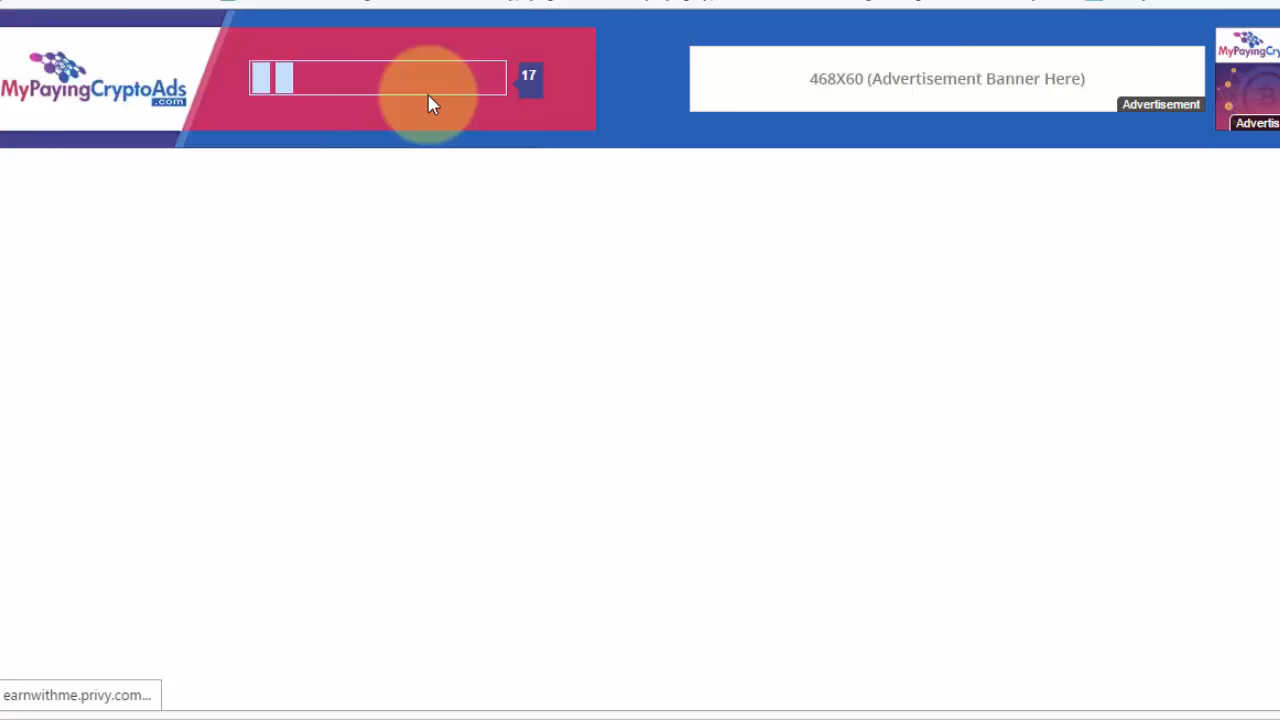 MyPayingCryptoAds
.com
17
468X60 (Advertisement Banner Here)
Advertisement
MyPayingCry
Advertis
earnwithme.privy.com...